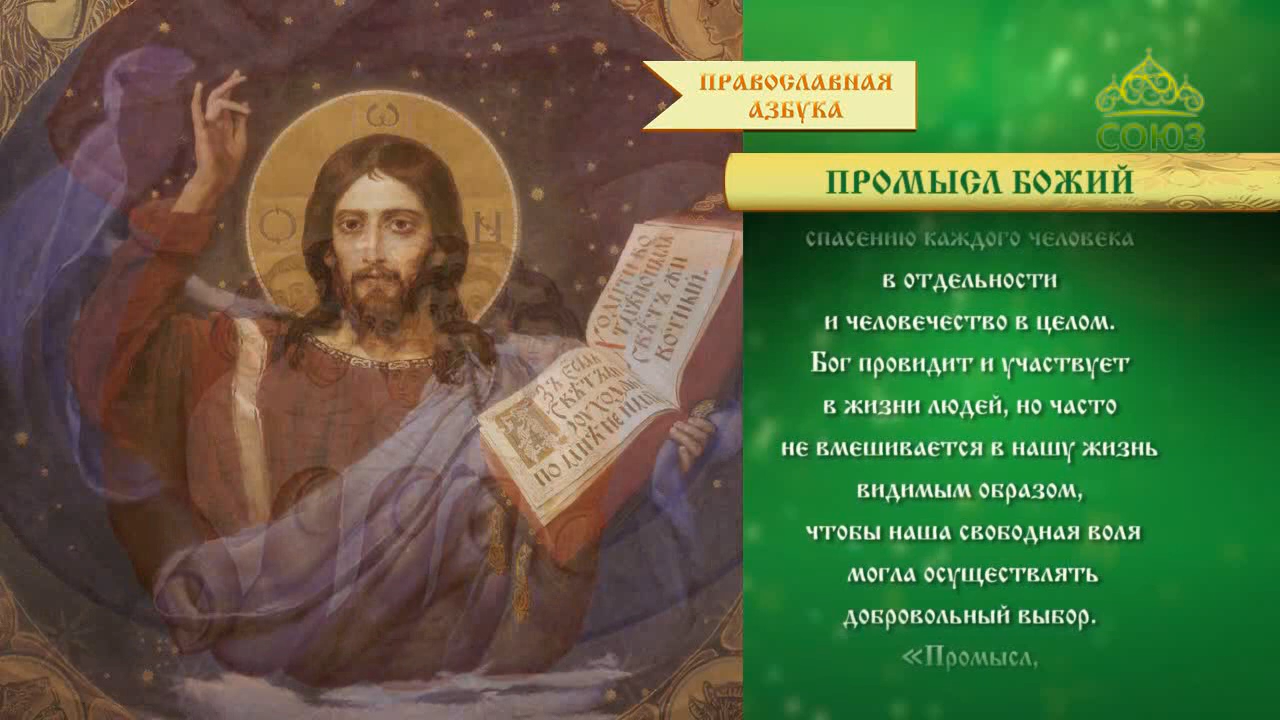 ПРАВОСЛАВНАЯ
АЗБУКА
СОЮЗ
ПРОМЫСЛ БОЖИЙ
спасению каждого человека
в отдельности
и человечество в целом.
Бог провидит и участвует
в жизни людей, но часто
не вмешивается в нашу жизнь
видимым образом,
чтобы наша свободная воля
могла осуществлять
добровольный выбор.
«Промысл,
Ѡ
О Н